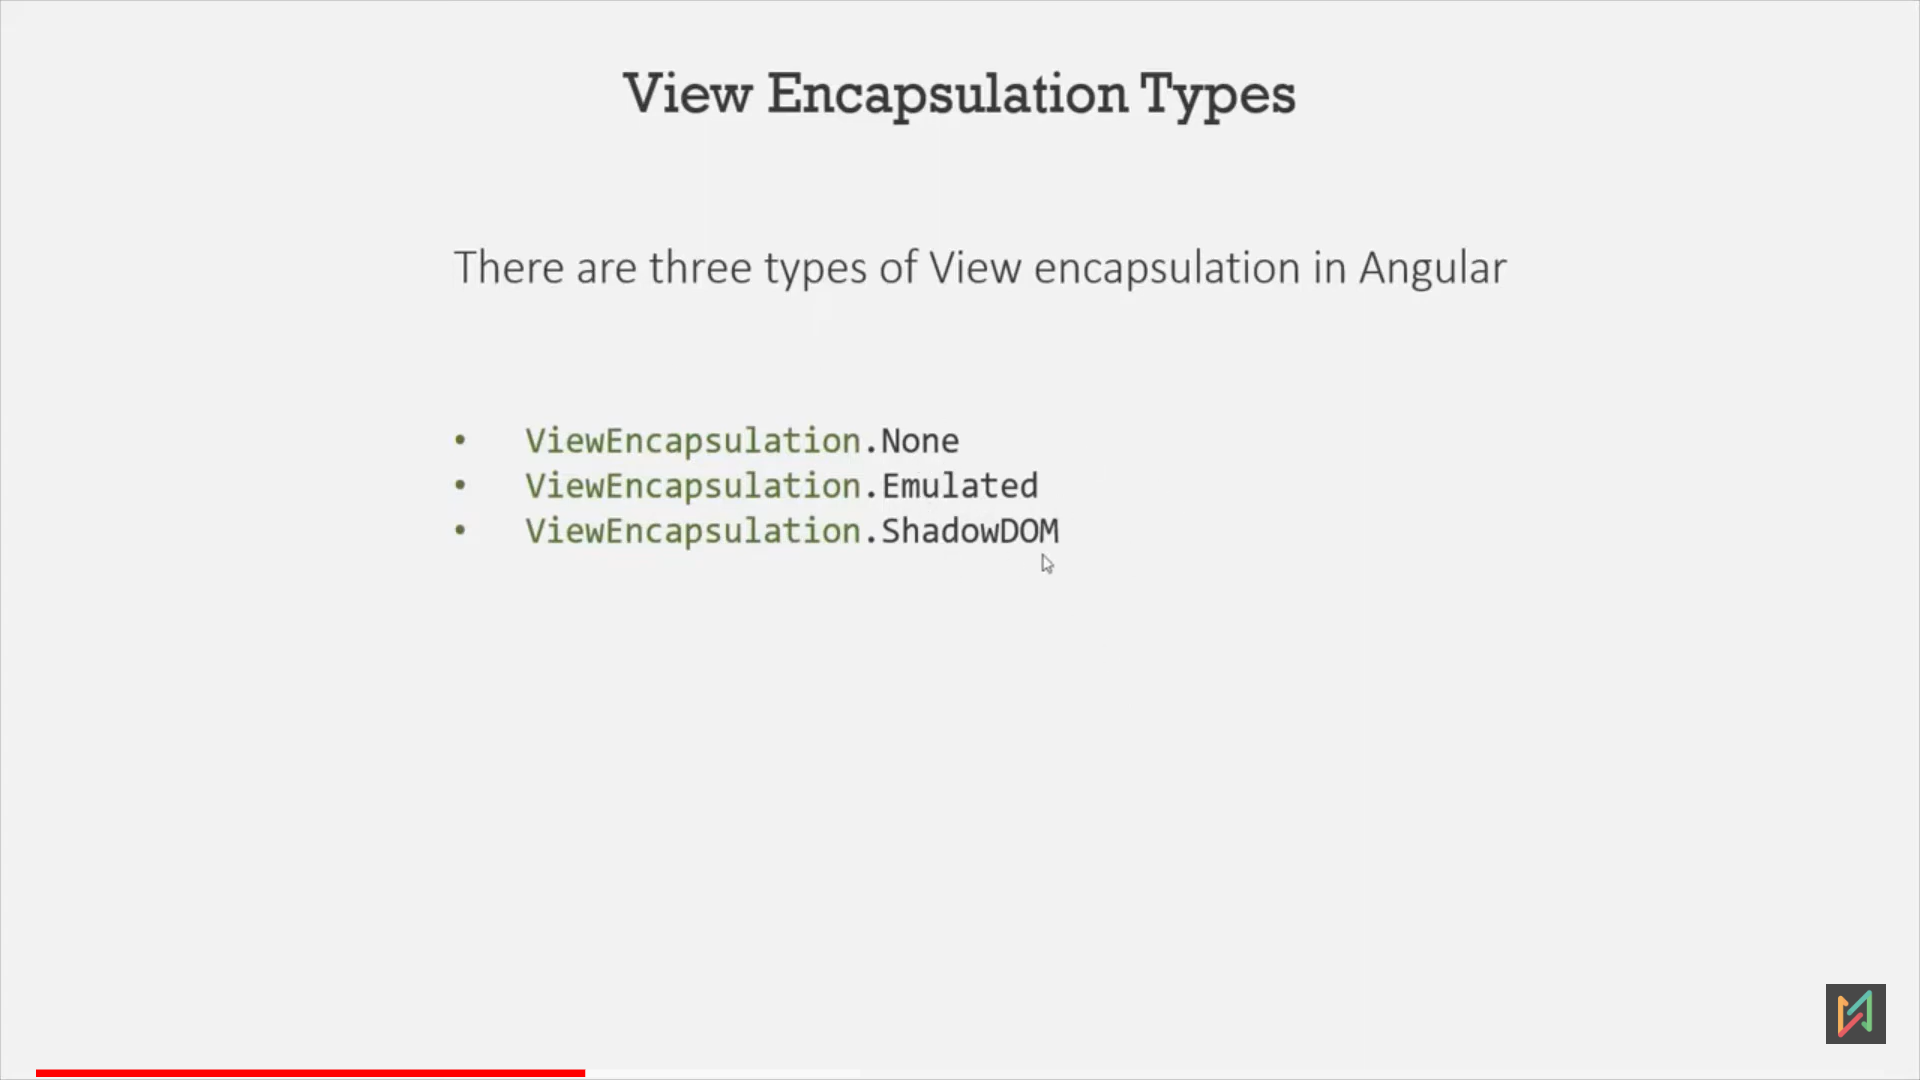 View Encapsulation Types
There are three types of View encapsulation in Angular
• ViewEncapsulation.None
• ViewEncapsulation.Emulated
• ViewEncapsulation.ShadowDOM